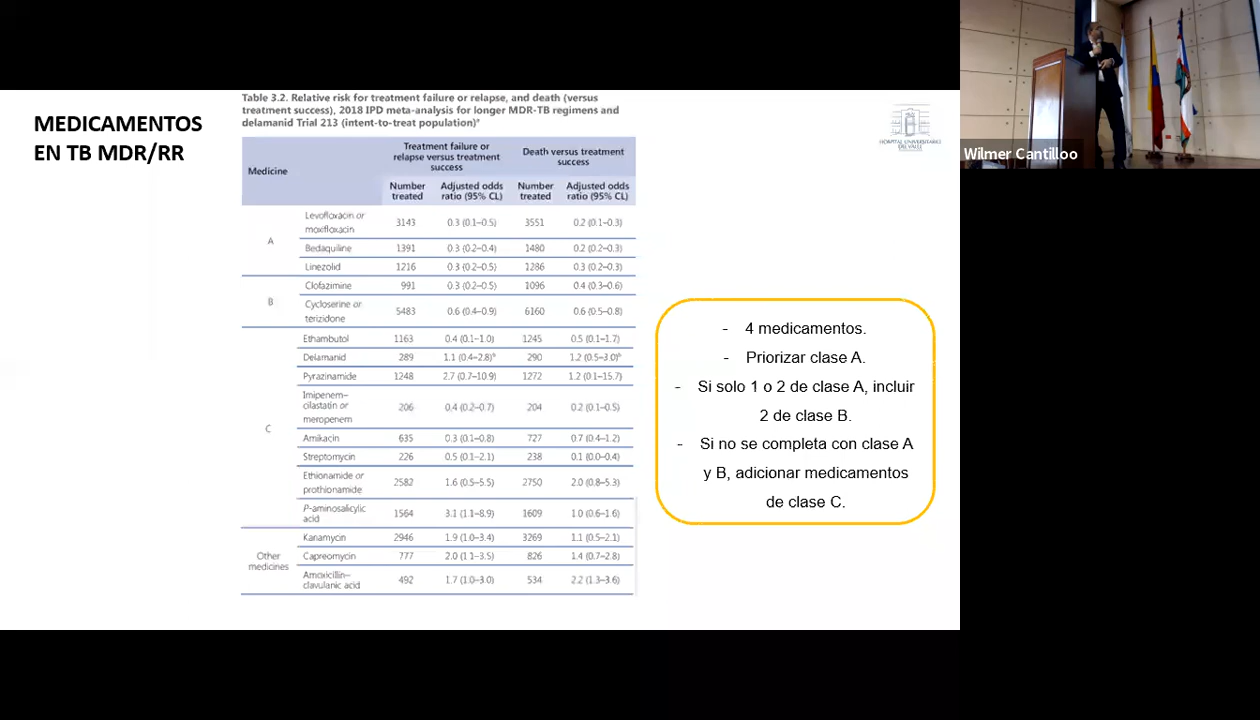 MEDICAMENTOS
EN TB MDR/RR
Table 3.2. Relative risk for treatment failure or relapse, and death (versus
treatment success), 2018 IPD meta-analysis for longer MDR-TB regimens and
delamanid Trial 213 (intent-to-treat population)ᵃ
HOSPITAL UNIVERSITARIO
DEL VALLE
Wilmer Cantilloo
Medicine
Treatment failure or
relapse versus treatment
success
Death versus treatment
success
Number
treated
Adjusted odds
ratio (95% CL)
Number
treated
Adjusted odds
ratio (95% CL)
A
Levofloxacin or
moxifloxacin
3143 0.3 (0.1–0.5) 3551 0.2 (0.1–0.3)
Bedaquiline 1391 0.3 (0.2–0.4) 1480 0.2 (0.2–0.3)
Linezolid 1216 0.3 (0.2–0.5) 1286 0.3 (0.2–0.3)
B
Clofazimine 991 0.3 (0.2–0.5) 1096 0.4 (0.3–0.6)
Cycloserine or
terizidone
5483 0.6 (0.4–0.9) 6160 0.6 (0.5–0.8)
C
Ethambutol 1163 0.4 (0.1–1.0) 1245 0.5 (0.1–1.7)
Delamanid 289 1.1 (0.4–2.8)ᵇ 290 1.2 (0.5–3.0)ᵇ
Pyrazinamide 1248 2.7 (0.7–10.9) 1272 1.2 (0.1–15.7)
Imipenem–
cilastatin or
meropenem
206 0.4 (0.2–0.7) 204 0.2 (0.1–0.5)
Amikacin 635 0.3 (0.1–0.8) 727 0.7 (0.4–1.2)
Streptomycin 226 0.5 (0.1–2.1) 238 0.1 (0.0–0.4)
Ethionamide or
prothionamide
2582 1.6 (0.5–5.5) 2750 2.0 (0.8–5.3)
P-aminosalicylic
acid
1564 3.1 (1.1–8.9) 1609 1.0 (0.6–1.6)
Other
medicines
Kanamycin 2946 1.9 (1.0–3.4) 3269 1.1 (0.5–2.1)
Capreomycin 777 2.0 (1.1–3.5) 826 1.4 (0.7–2.8)
Amoxicillin–
clavulanic acid
492 1.7 (1.0–3.0) 534 2.2 (1.3–3.6)
- 4 medicamentos.
- Priorizar clase A.
- Si solo 1 o 2 de clase A, incluir
2 de clase B.
- Si no se completa con clase A
y B, adicionar medicamentos
de clase C.